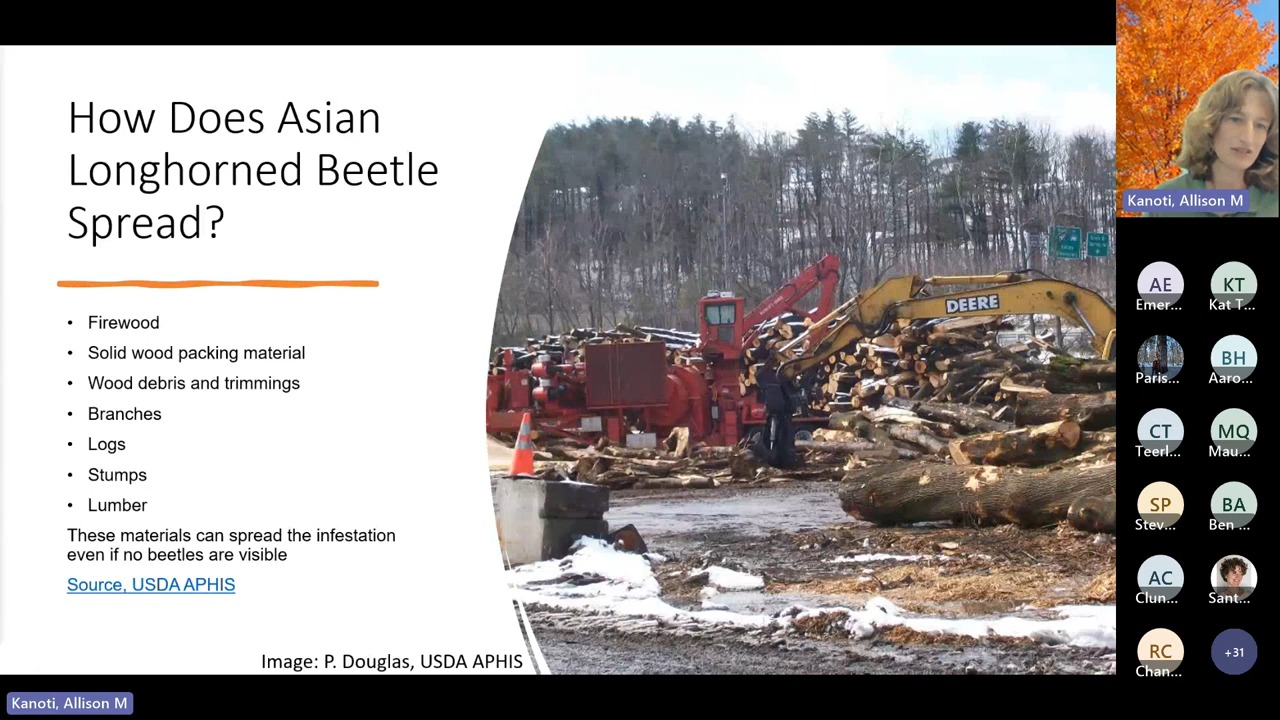 How Does Asian
Longhorned Beetle
Spread?
• Firewood
• Solid wood packing material
• Wood debris and trimmings
• Branches
• Logs
• Stumps
• Lumber
These materials can spread the infestation
even if no beetles are visible
Source, USDA APHIS
Image: P. Douglas, USDA APHIS
DEERE
Kanoti, Allison M
AE
Emer...
KT
Kat T...
Paris...
BH
Aaro...
CT
Teerl...
MQ
Mau...
SP
Stev...
BA
Ben ...
AC
Clun...
Sant...
RC
Chan...
+31
Kanoti, Allison M